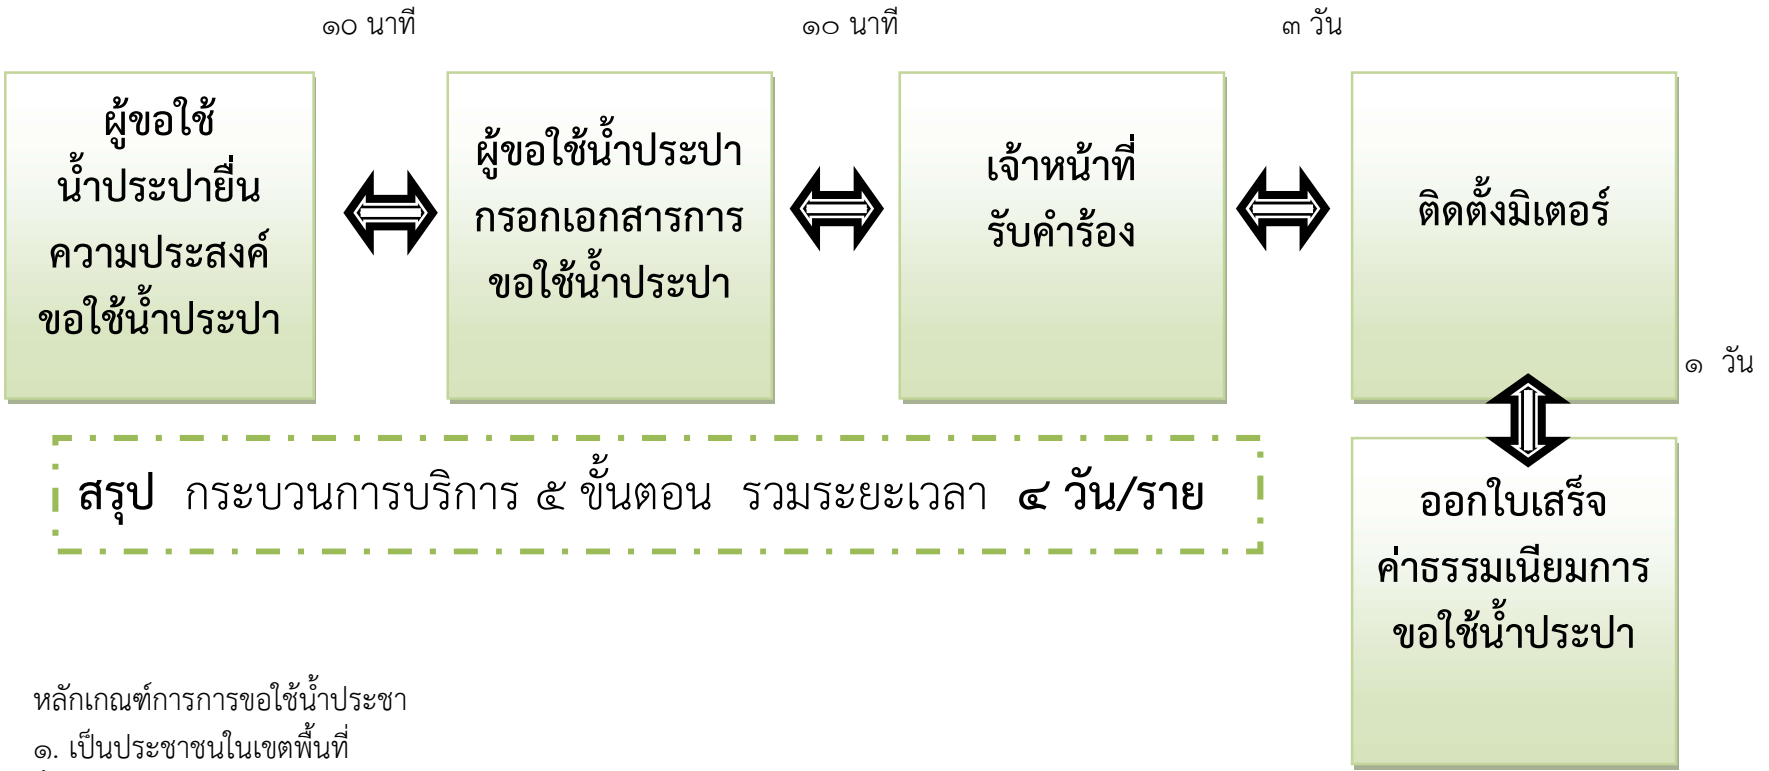 ๑๐ นาที
๑๐ นาที
๓ วัน
ผู้ขอใช้
น้ำประปายื่น
ความประสงค์
ขอใช้น้ำประปา
ผู้ขอใช้น้ำประปา
กรอกเอกสารการ
ขอใช้น้ำประปา
เจ้าหน้าที่
รับคำร้อง
ติดตั้งมิเตอร์
๑ วัน
สรุป กระบวนการบริการ ๕ ขั้นตอน รวมระยะเวลา ๔ วัน/ราย
ออกใบเสร็จ
ค่าธรรมเนียมการ
ขอใช้น้ำประปา
หลักเกณฑ์การการขอใช้น้ำประชา
๑. เป็นประชาชนในเขตพื้นที่